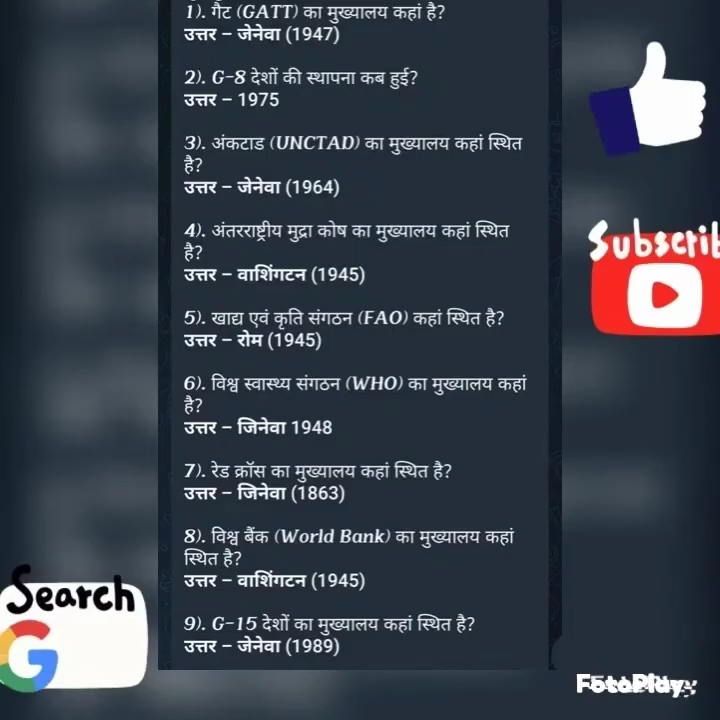 1). गैट (GATT) का मुख्यालय कहां है?
उत्तर – जेनेवा (1947)
2). G-8 देशों की स्थापना कब हुई?
उत्तर – 1975
3). अंकटाड (UNCTAD) का मुख्यालय कहां स्थित
है?
उत्तर – जेनेवा (1964)
4). अंतरराष्ट्रीय मुद्रा कोष का मुख्यालय कहां स्थित
है?
उत्तर – वाशिंगटन (1945)
5). खाद्य एवं कृति संगठन (FAO) कहां स्थित है?
उत्तर – रोम (1945)
6). विश्व स्वास्थ्य संगठन (WHO) का मुख्यालय कहां
है?
उत्तर – जिनेवा 1948
7). रेड क्रॉस का मुख्यालय कहां स्थित है?
उत्तर – जिनेवा (1863)
8). विश्व बैंक (World Bank) का मुख्यालय कहां
स्थित है?
उत्तर – वाशिंगटन (1945)
9). G-15 देशों का मुख्यालय कहां स्थित है?
उत्तर – जेनेवा (1989)
Subscrib
Search
FotoPlay